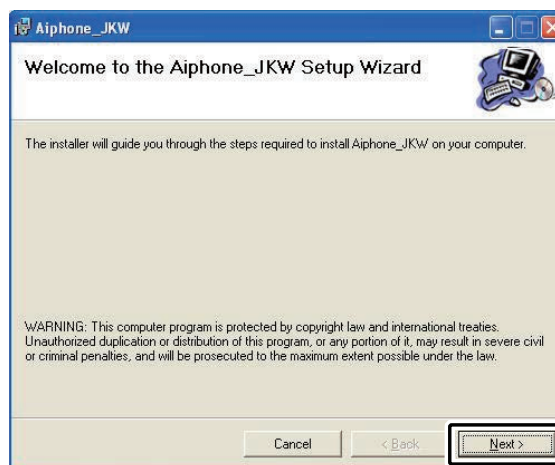 Aiphone_JKW
Welcome to the Aiphone_JKW Setup Wizard
The installer will guide you through the steps required to install Aiphone_JKW on your computer.
WARNING: This computer program is protected by copyright law and international treaties.
Unauthorized duplication or distribution of this program, or any portion of it, may result in severe civil
or criminal penalties, and will be prosecuted to the maximum extent possible under the law.
Cancel < Back Next >